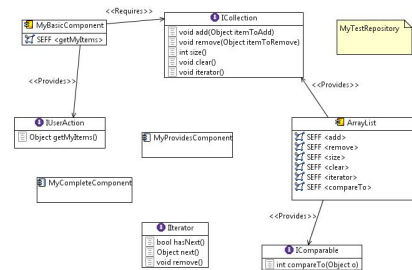 <<Requires>>
MyBasicComponent
SEFF <getMyItems>
ICollection
void add(Object itemToAdd)
void remove(Object itemToRemove)
int size()
void clear()
void iterator()
MyTestRepository
<<Provides>>
<<Provides>>
IUserAction
Object getMyItems()
MyProvidesComponent
ArrayList
SEFF <add>
SEFF <remove>
SEFF <size>
SEFF <clear>
SEFF <iterator>
SEFF <compareTo>
MyCompleteComponent
<<Provides>>
IIterator
bool hasNext()
Object next()
void remove()
IComparable
int compareTo(Object o)